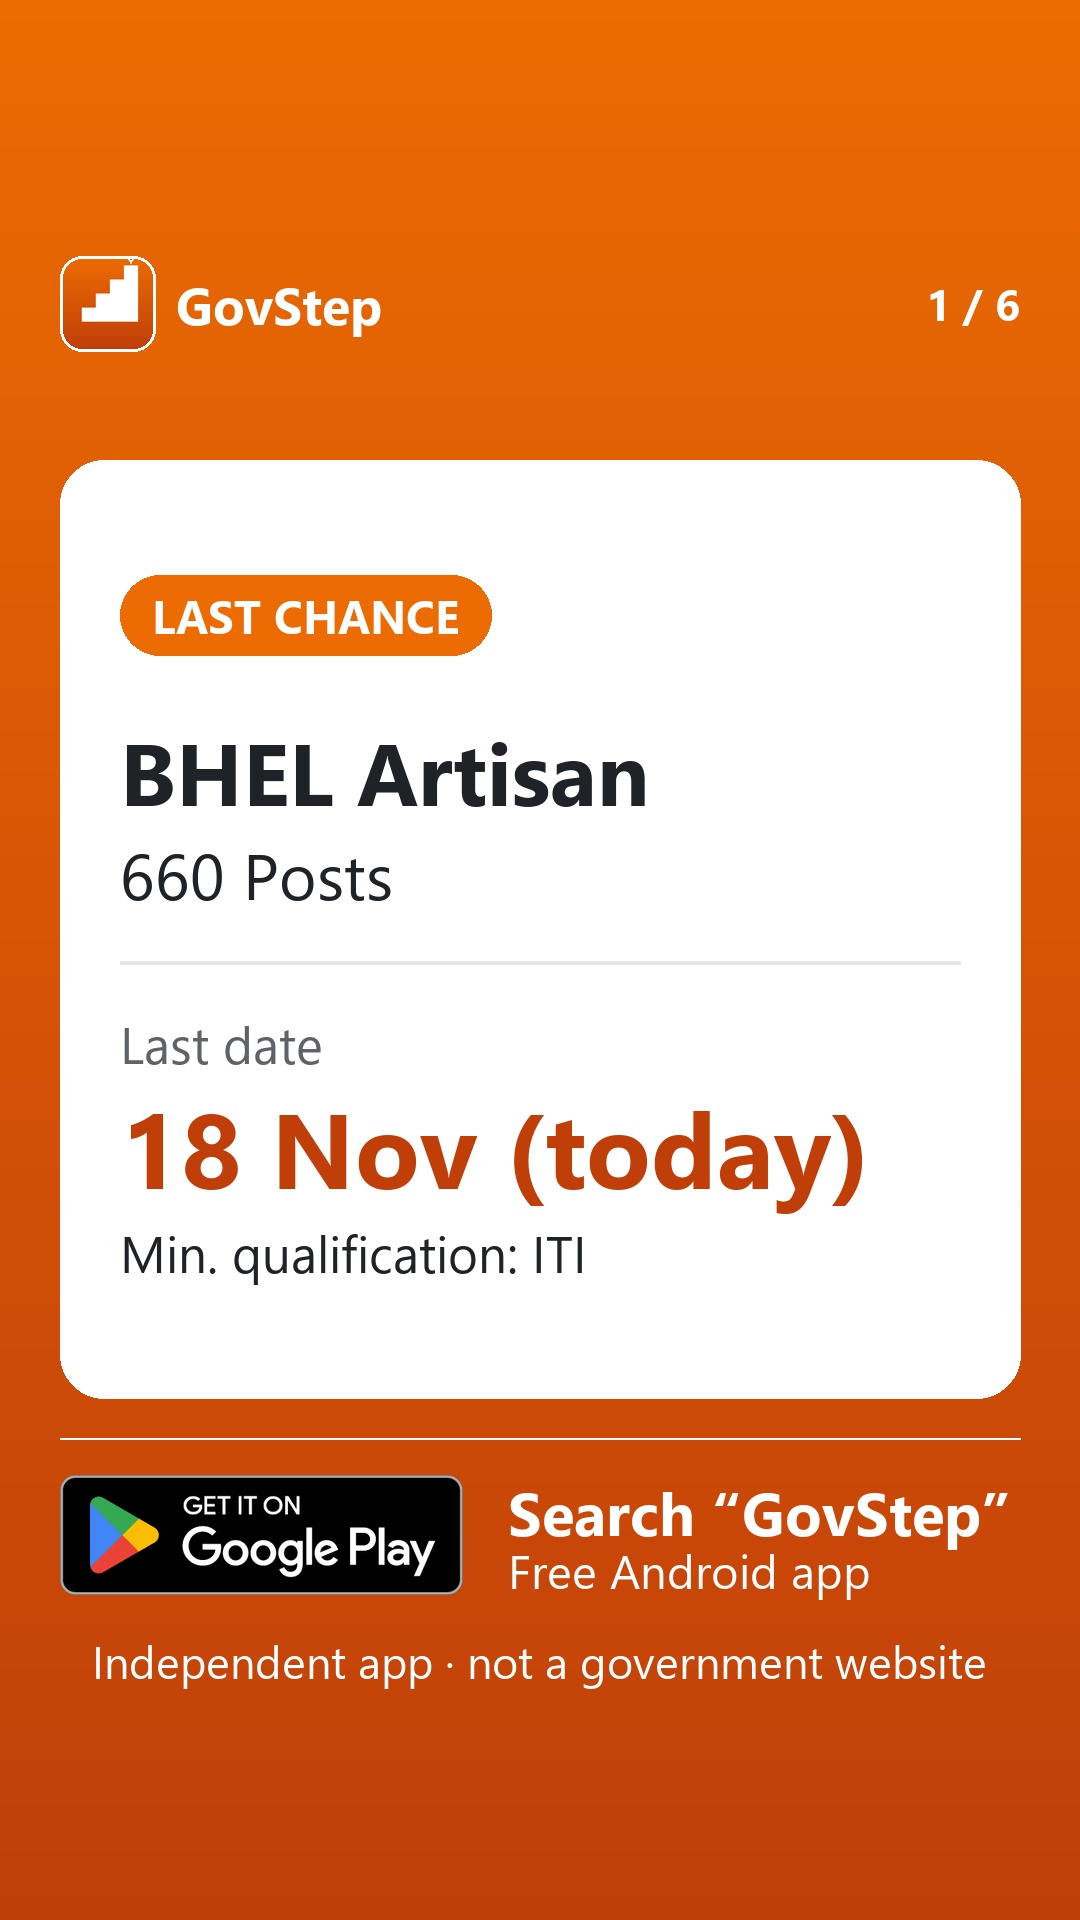 GovStep
1 / 6
LAST CHANCE
BHEL Artisan
660 Posts
Last date
18 Nov (today)
Min. qualification: ITI
GET IT ON
Google Play
Search “GovStep”
Free Android app
Independent app · not a government website